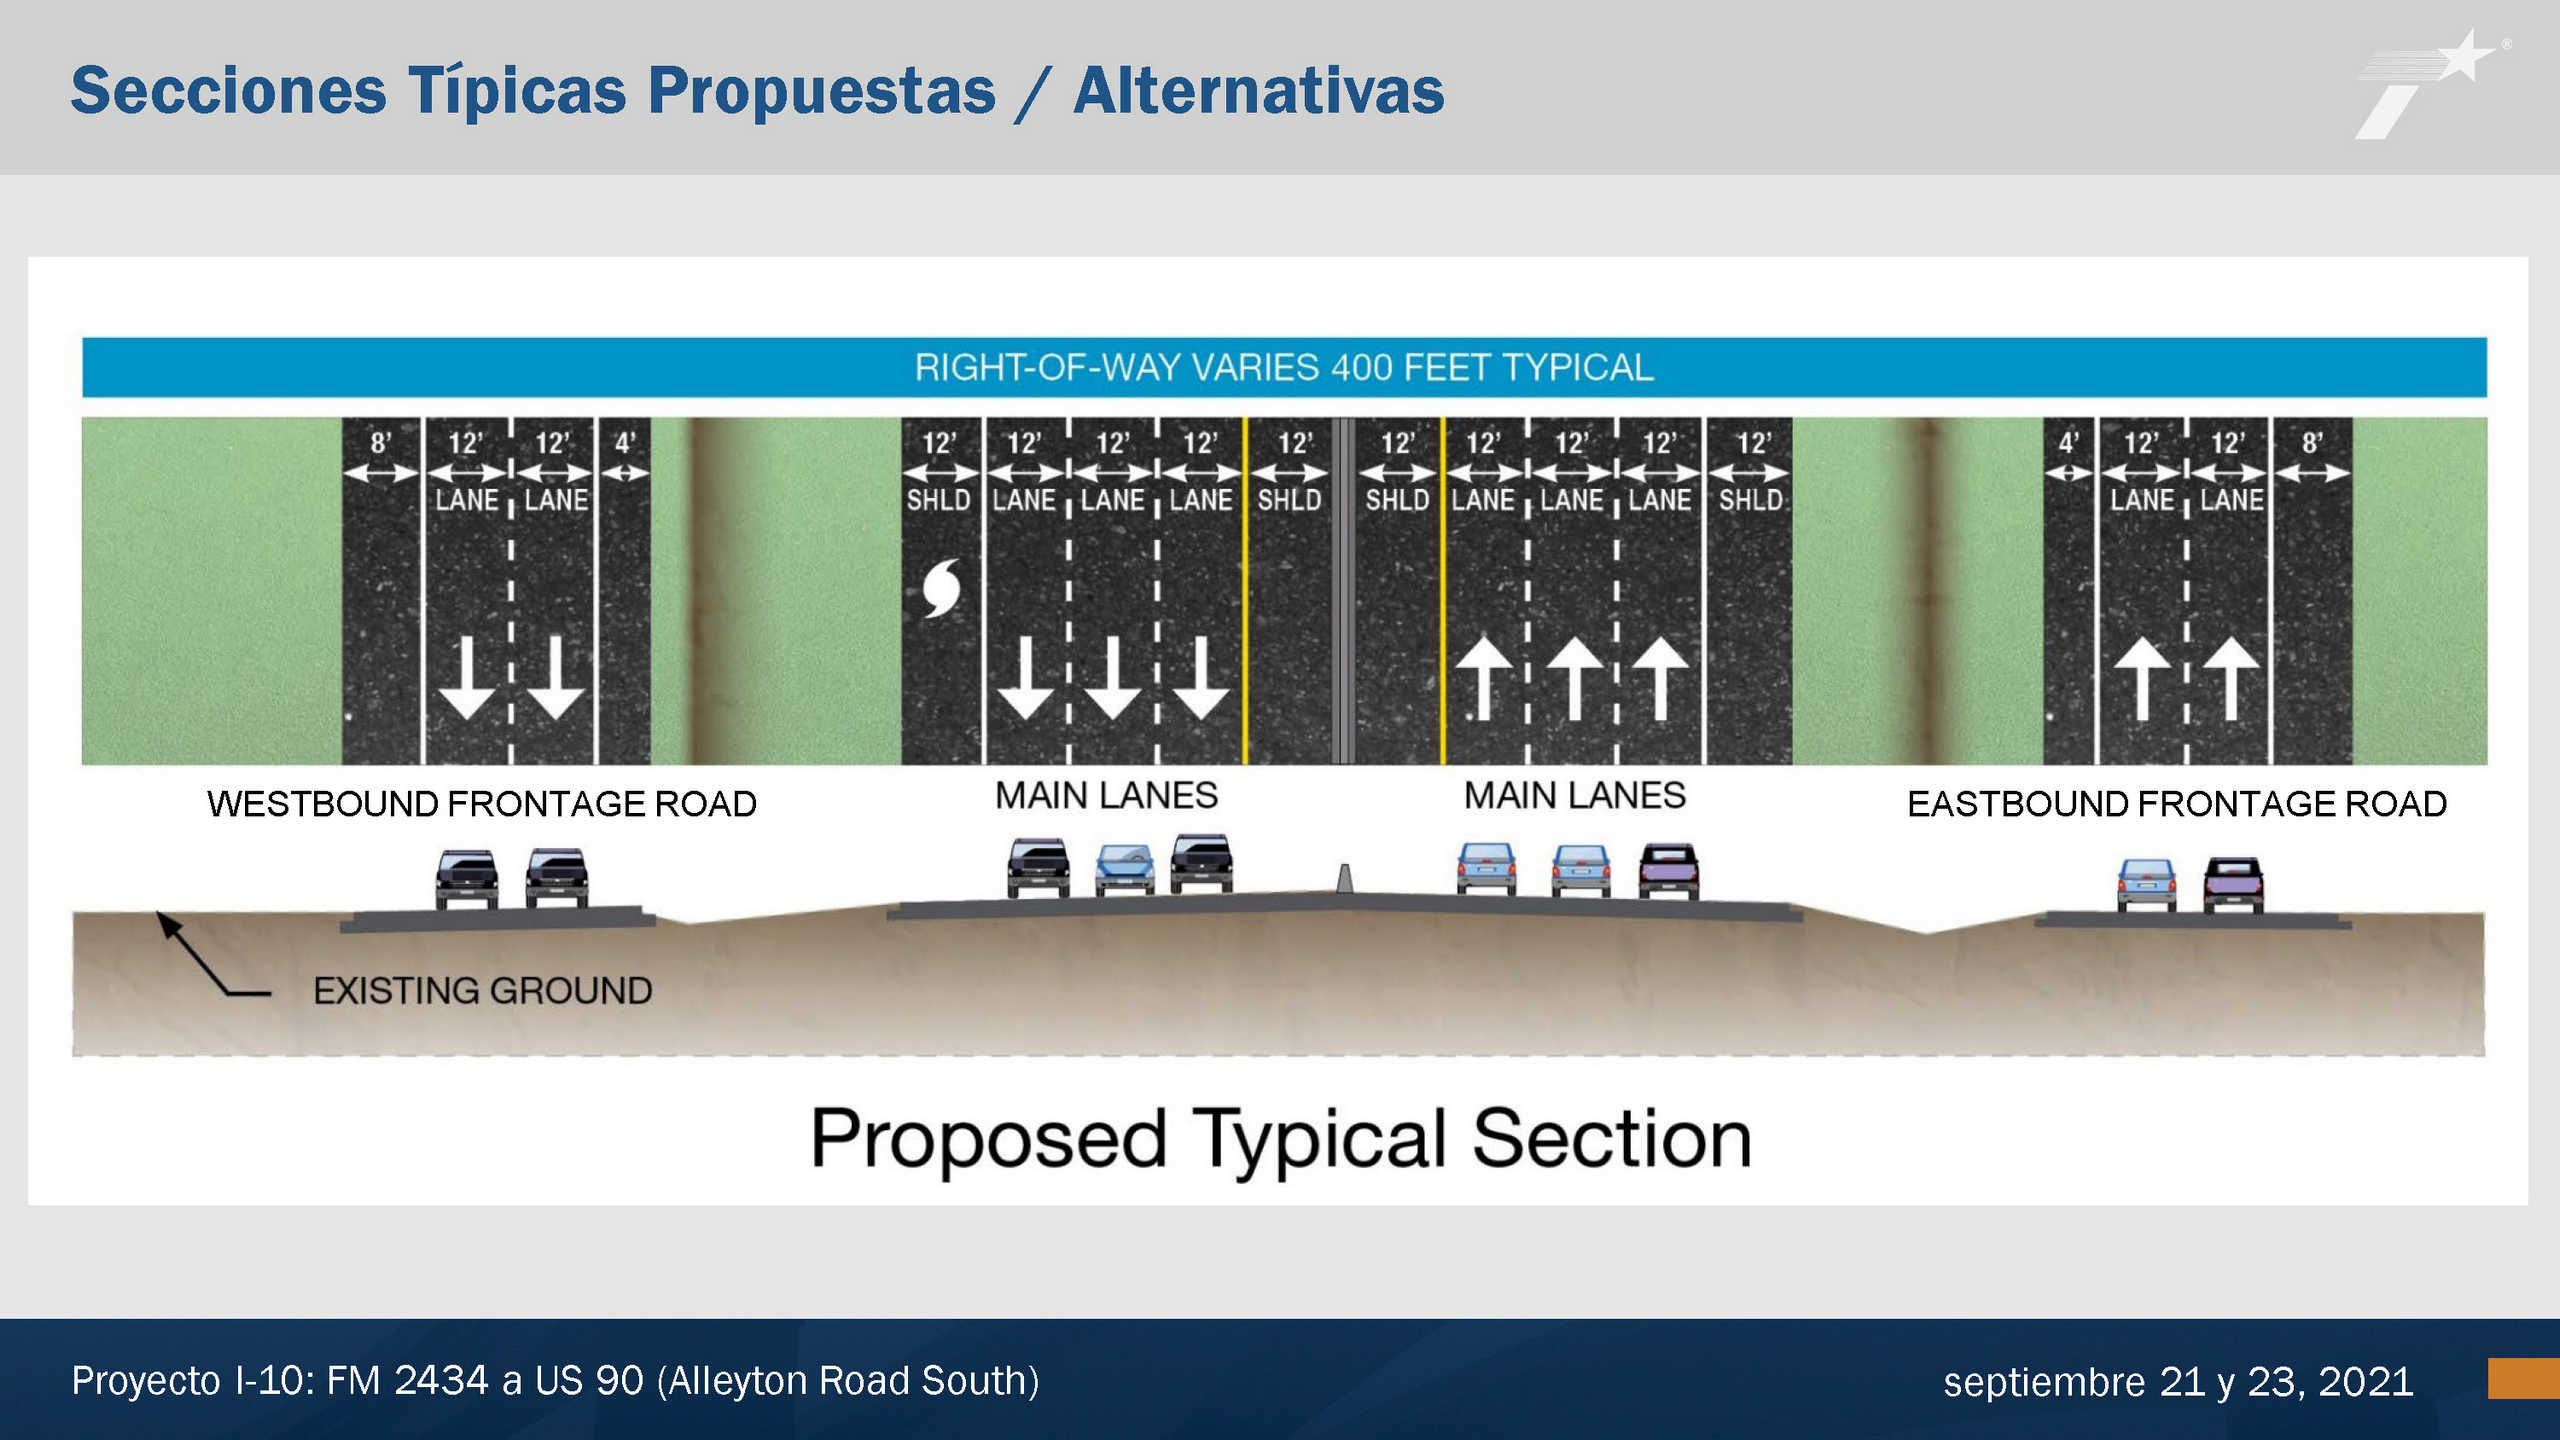 Secciones Típicas Propuestas / Alternativas
®
RIGHT-OF-WAY VARIES 400 FEET TYPICAL
8' 12' 12' 4' 12' 12' 12' 12' 12' 12' 12' 12' 12' 12' 4' 12' 12' 8'
LANE LANE SHLD LANE LANE LANE SHLD SHLD LANE LANE LANE SHLD LANE LANE
WESTBOUND FRONTAGE ROAD MAIN LANES MAIN LANES EASTBOUND FRONTAGE ROAD
EXISTING GROUND
Proposed Typical Section
Proyecto I-10: FM 2434 a US 90 (Alleyton Road South) septiembre 21 y 23, 2021